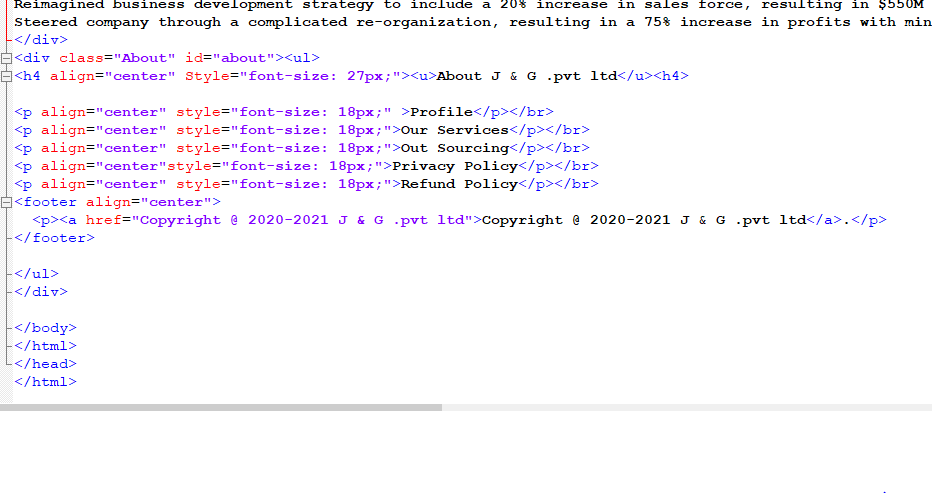 Reimagined business development strategy to include a 20% increase in sales force, resulting in $550M
Steered company through a complicated re-organization, resulting in a 75% increase in profits with min
</div>
<div class="About" id="about"><ul>
<h4 align="center" Style="font-size: 27px;"><u>About J & G .pvt ltd</u><h4>
<p align="center" style="font-size: 18px;" >Profile</p></br>
<p align="center" style="font-size: 18px;">Our Services</p></br>
<p align="center" style="font-size: 18px;">Out Sourcing</p></br>
<p align="center"style="font-size: 18px;">Privacy Policy</p></br>
<p align="center" style="font-size: 18px;">Refund Policy</p></br>
<footer align="center">
<p><a href="Copyright @ 2020-2021 J & G .pvt ltd">Copyright @ 2020-2021 J & G .pvt ltd</a>.</p>
</footer>
</ul>
</div>
</body>
</html>
</head>
</html>